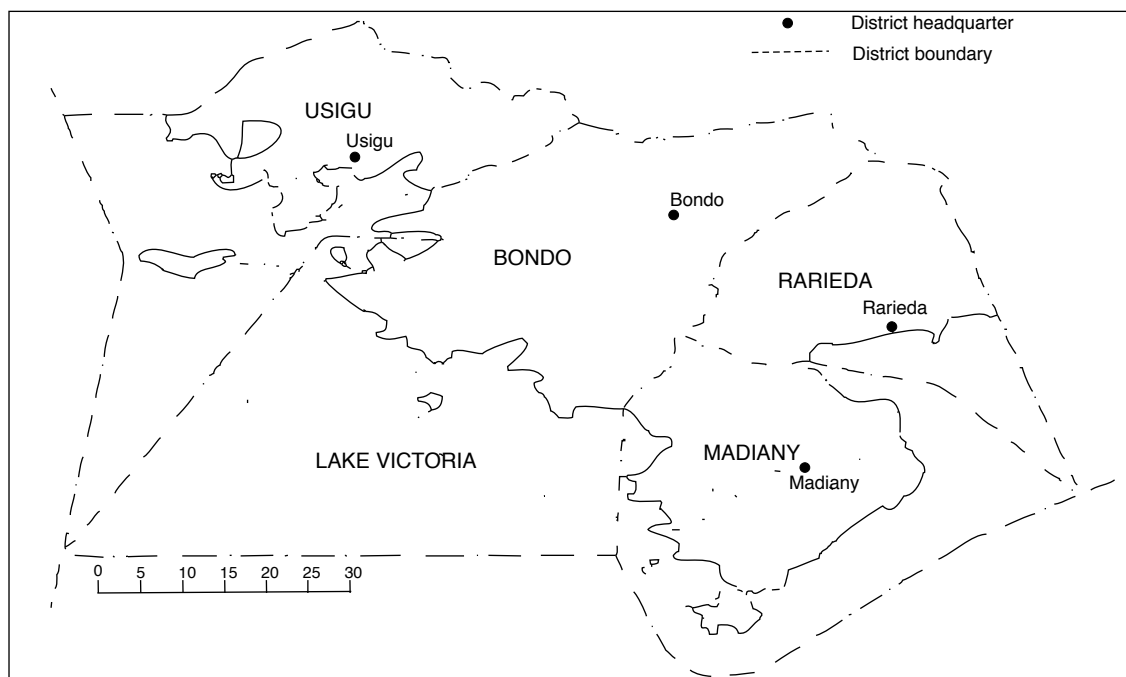 District headquarter
District boundary
USIGU
Usigu
Bondo
BONDO
RARIEDA
Rarieda
MADIANY
LAKE VICTORIA
Madiany
0 5 10 15 20 25 30